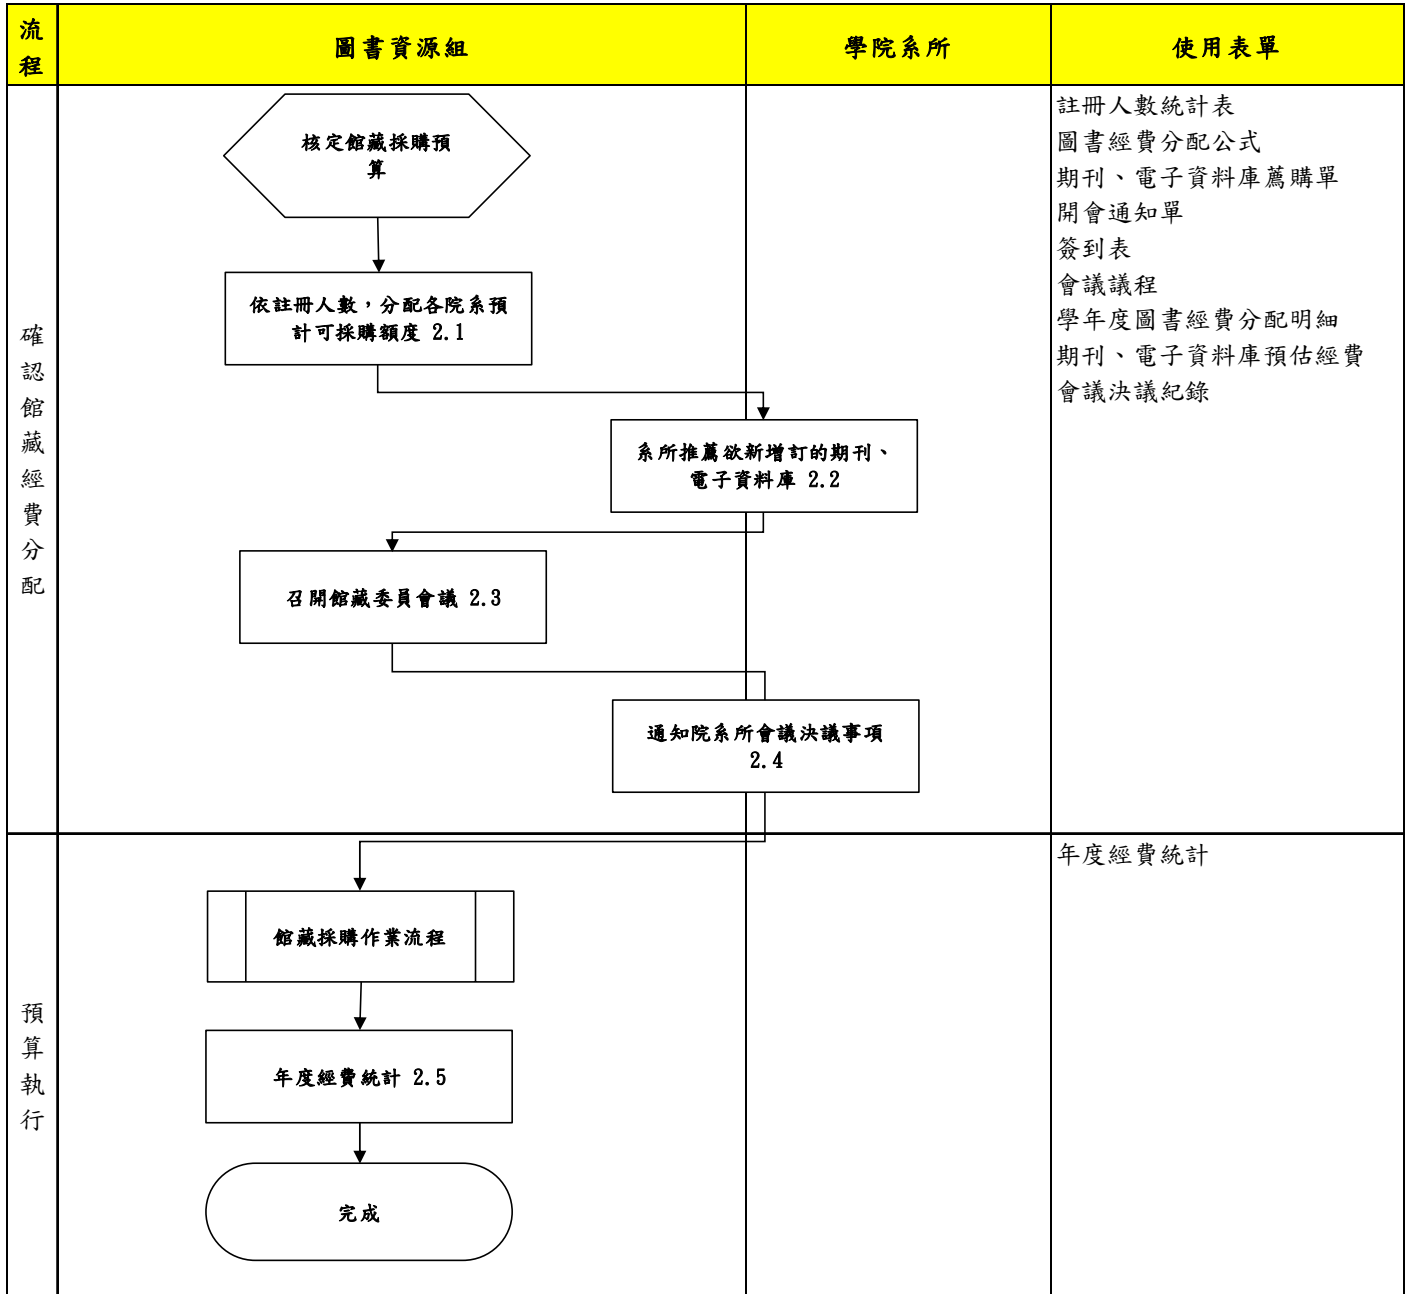 流
程
圖書資源組
學院系所
使用表單
確
認
館
藏
經
費
分
配
核定館藏採購預
算
依註冊人數，分配各院系預
計可採購額度 2.1
系所推薦欲新增訂的期刊、
電子資料庫 2.2
召開館藏委員會議 2.3
通知院系所會議決議事項
2.4
註冊人數統計表
圖書經費分配公式
期刊、電子資料庫薦購單
開會通知單
簽到表
會議議程
學年度圖書經費分配明細
期刊、電子資料庫預估經費
會議決議紀錄
預
算
執
行
館藏採購作業流程
年度經費統計 2.5
完成
年度經費統計